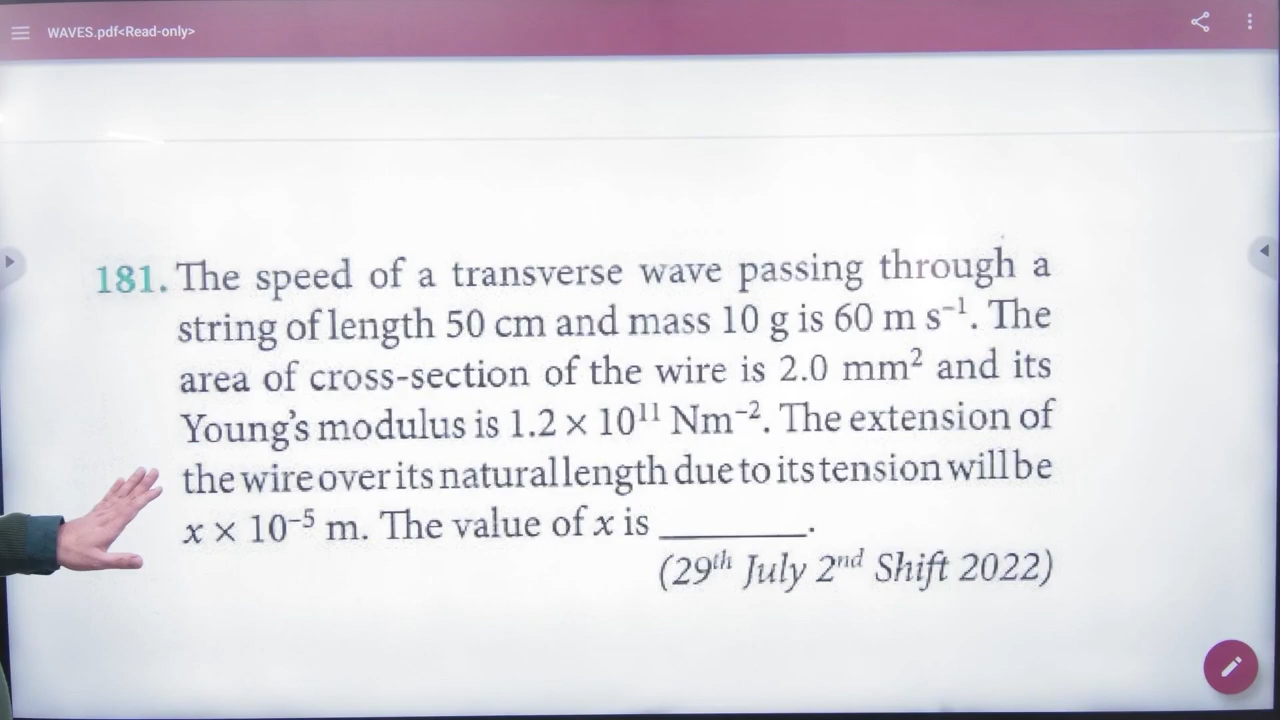 WAVES.pdf<Read-only>
181. The speed of a transverse wave passing through a
string of length 50 cm and mass 10 g is 60 m s⁻¹. The
area of cross-section of the wire is 2.0 mm² and its
Young's modulus is 1.2 × 10¹¹ Nm⁻². The extension of
the wire over its natural length due to its tension will be
x × 10⁻⁵ m. The value of x is ________.
(29ᵗʰ July 2ⁿᵈ Shift 2022)